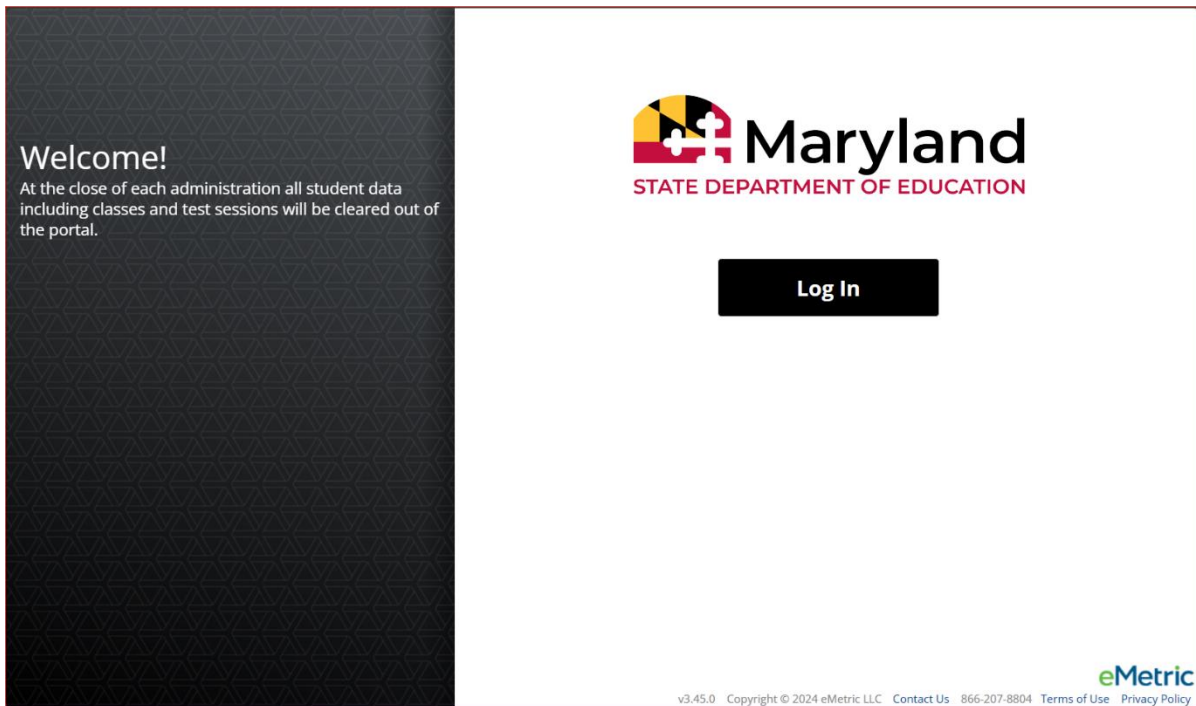 Welcome!
At the close of each administration all student data
including classes and test sessions will be cleared out of
the portal.
Maryland
STATE DEPARTMENT OF EDUCATION
Log In
eMetric
v3.45.0 Copyright © 2024 eMetric LLC Contact Us 866-207-8804 Terms of Use Privacy Policy